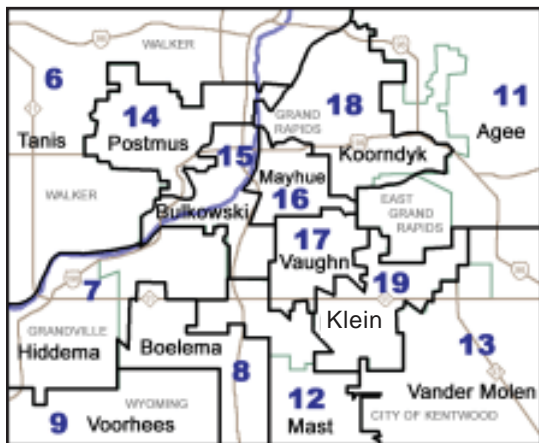 WALKER
6
11
14
18
GRAND
RAPIDS
Tanis
Postmus
Agee
15
Koorndyk
Mayhue
WALKER
16
EAST
GRAND
RAPIDS
Bulkowski
17
Vaughn
19
7
Klein
GRANDVILLE
Hiddema
Boelema
13
8
12
Vander Molen
WYOMING
9
Voorhees
Mast
CITY OF KENTWOOD